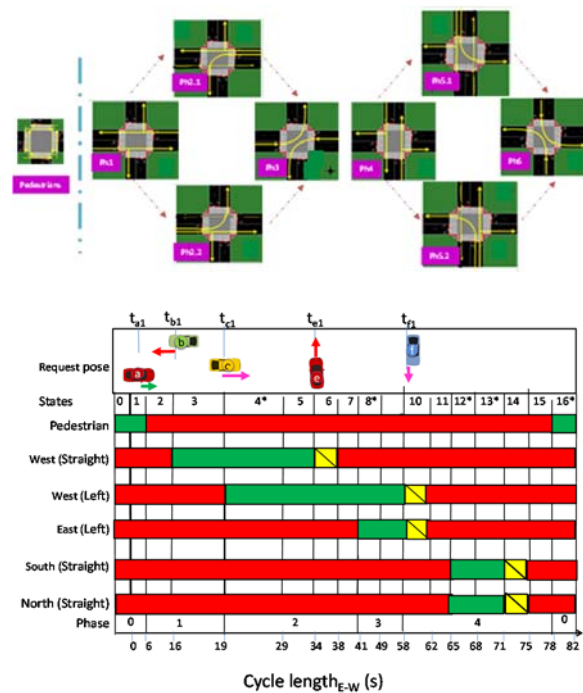 Ph2,1
Ph5.1
Ph1
Ph3
Ph4
Ph6
Pedestrians
Ph2,2
Ph5.2
ta1 tb1 tc1 te1 tf1
Request pose a b c e f
States 0 1 2 3 4* 5 6 7 8* 10 11 12* 13* 14 15 16*
Pedestrian
West (Straight)
West (Left)
East (Left)
South (Straight)
North (Straight)
Phase 0 1 2 3 4 0
0 6 16 19 29 34 38 41 49 58 62 65 68 71 75 78 82
Cycle lengthE-W (s)